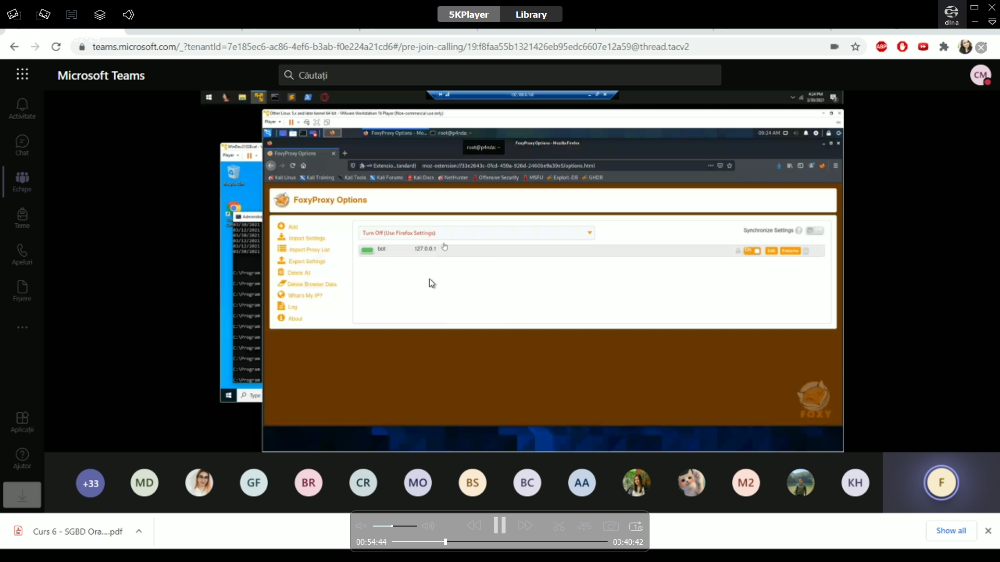 5KPlayer
Library
dlna
teams.microsoft.com/_?tenantId=7e185ec6-ac86-4ef6-b3ab-f0e224a21cd6#/pre-join-calling/19:f8faa55b1321426eb95edc6607e12a59@thread.tacv2
ABP
Microsoft Teams
Căutați
CM
Activitate
Chat
Echipe
Teme
Apeluri
Fișiere
Aplicații
Ajutor
192.168.0.160
4:24 PM
3/30/2021
Other Linux 5.x and later kernel 64-bit - VMware Workstation 16 Player (Non-commercial use only)
Player
FoxyProxy Options - Mo...
root@p4nda: ~
09:24 AM
WinDev2102Eval - V
Player
root@p4nda: ~
FoxyProxy Options - Mozilla Firefox
FoxyProxy Options
Extensio...tandard)
moz-extension://33e2643c-0fcd-459a-926d-2460be9a39e5/options.html
Kali Linux
Kali Training
Kali Tools
Kali Forums
Kali Docs
NetHunter
Offensive Security
MSFU
Exploit-DB
GHDB
Recycle Bin
FoxyProxy Options
Administra
03/30/2021
03/12/2021
03/30/2021
03/12/2021
03/12/2021
03/30/2021
Add
Import Settings
Import Proxy List
Export Settings
Delete All
Delete Browser Data
What's My IP?
Log
About
Turn Off (Use Firefox Settings)
Synchronize Settings
bot
127.0.0.1
On
Edit
Patterns
C:\Program
C:\Program
C:\Program
C:\Program
C:\Program
C:\Program
C:\Program
C:\Program
C:\Program
C:\Program
C:\Program
Type
FOXY
+33
MD
GF
BR
CR
MO
BS
BC
AA
M2
KH
F
Curs 6 - SGBD Ora....pdf
Show all
360
00:54:44
03:40:42